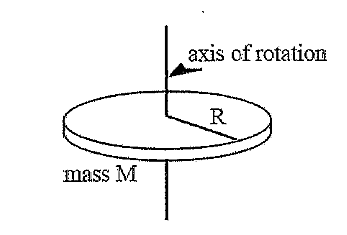 axis of rotation
R
mass M